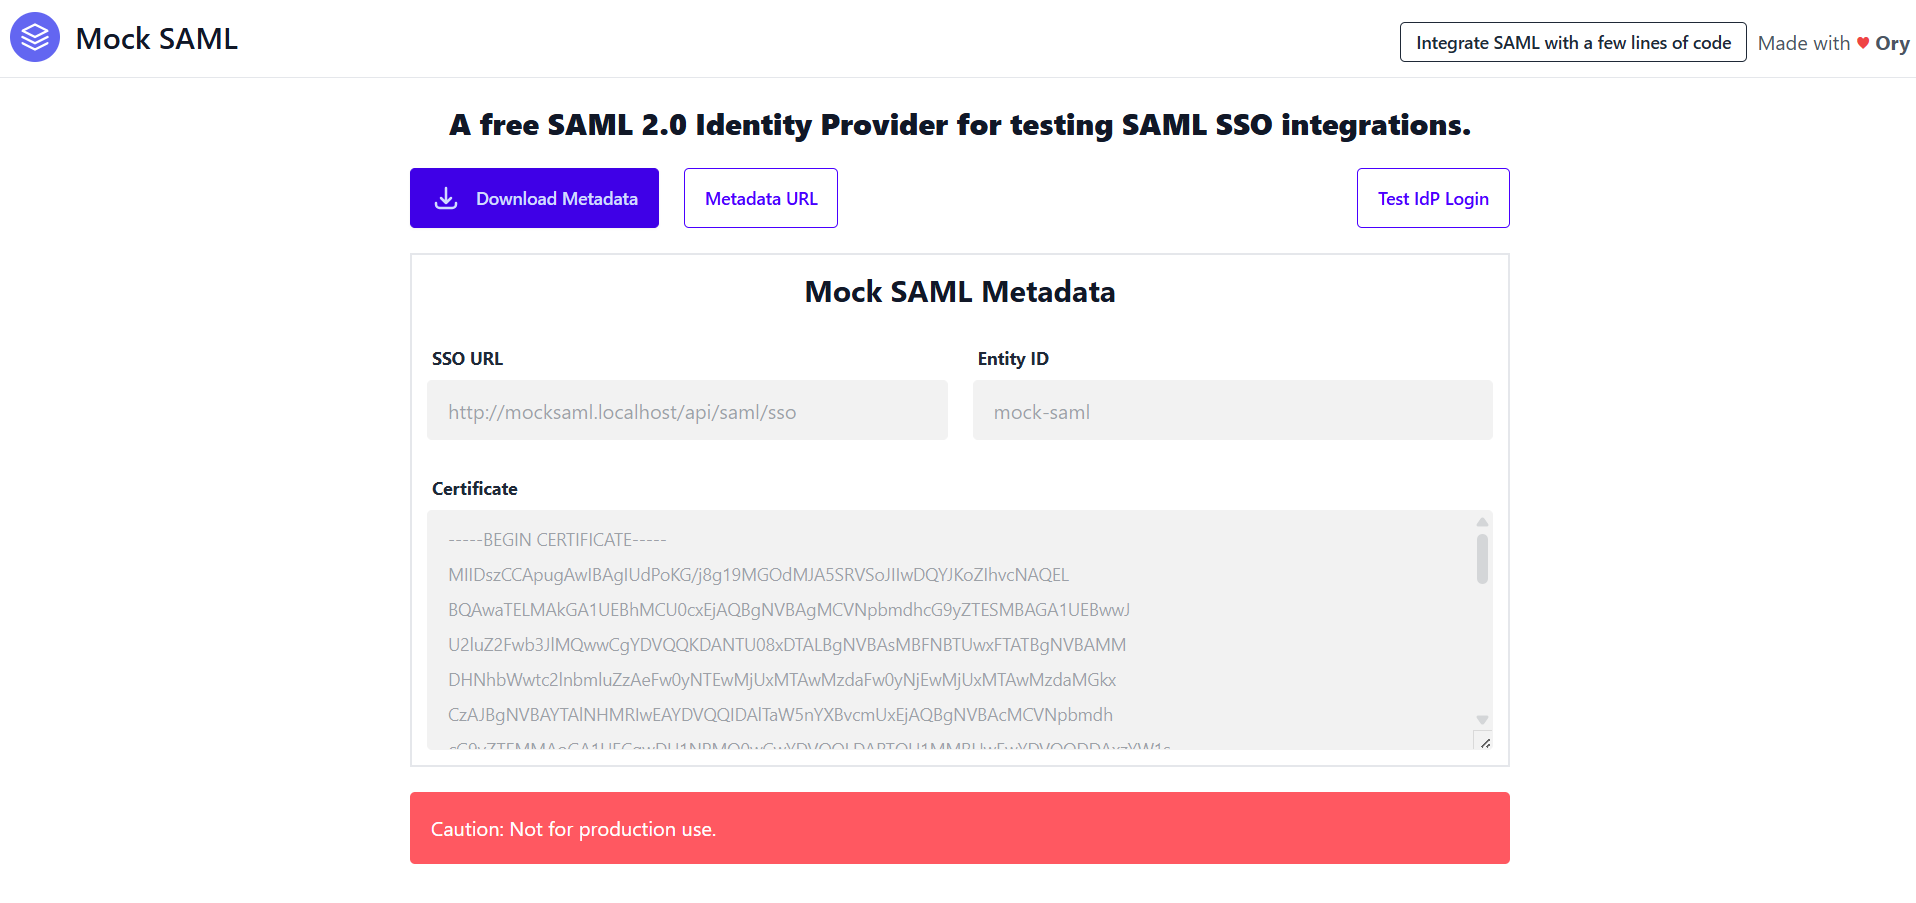 Mock SAML
Integrate SAML with a few lines of code
Made with ♥ Ory
A free SAML 2.0 Identity Provider for testing SAML SSO integrations.
Download Metadata
Metadata URL
Test IdP Login
Mock SAML Metadata
SSO URL
Entity ID
http://mocksaml.localhost/api/saml/sso
mock-saml
Certificate
-----BEGIN CERTIFICATE-----
MIIDszCCApugAwIBAgIUdPoKG/j8g19MGOdMJA5SRVSoJIIwDQYJKoZIhvcNAQEL
BQAwaTELMAkGA1UEBhMCU0cxEjAQBgNVBAgMCVNpbmdhcG9yZTESMBAGA1UEBwwJ
U2luZ2Fwb3JlMQwwCgYDVQQKDANTU08xDTALBgNVBAsMBFNBTUwxFTATBgNVBAMM
DHNhbWwtc2lnbmluZzAeFw0yNTEwMjUxMTAwMzdaFw0yNjEwMjUxMTAwMzdaMGkx
CzAJBgNVBAYTAlNHMRIwEAYDVQQIDAlTaW5nYXBvcmUxEjAQBgNVBAcMCVNpbmdh
Caution: Not for production use.